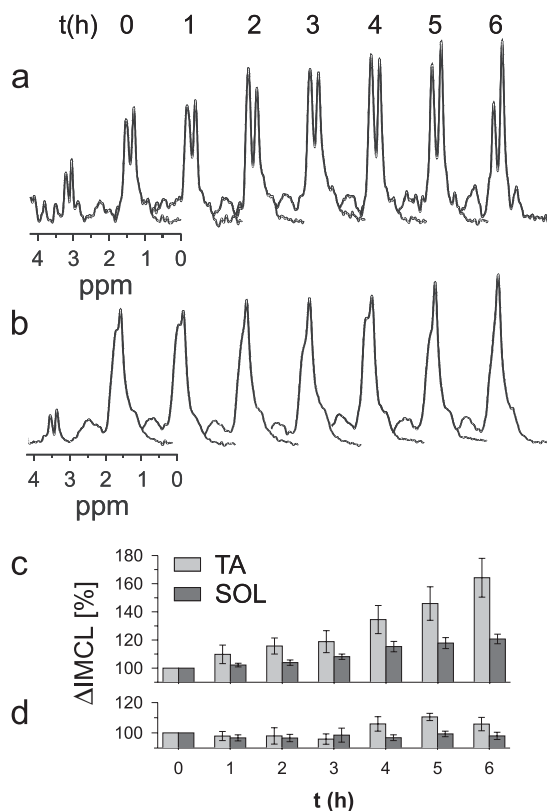 t(h) 0 1 2 3 4 5 6
a
4 3 2 1 0
ppm
b
4 3 2 1 0
ppm
c
180
160
140
120
100
TA
SOL
ΔIMCL [%]
d
120
100
0 1 2 3 4 5 6
t (h)